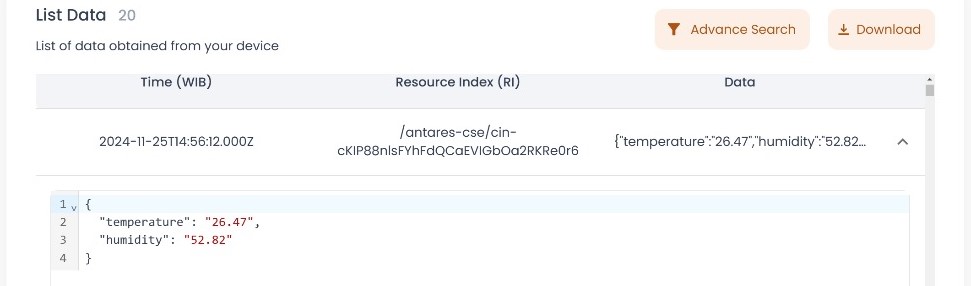 List Data 20
List of data obtained from your device
Advance Search
Download
Time (WIB) Resource Index (RI) Data
2024-11-25T14:56:12.000Z
/antares-cse/cin-
cKIP88nlsFYhFdQCaEVIGbOa2RKRe0r6
{"temperature":"26.47","humidity":"52.82...
1 {
2 "temperature": "26.47",
3 "humidity": "52.82"
4 }